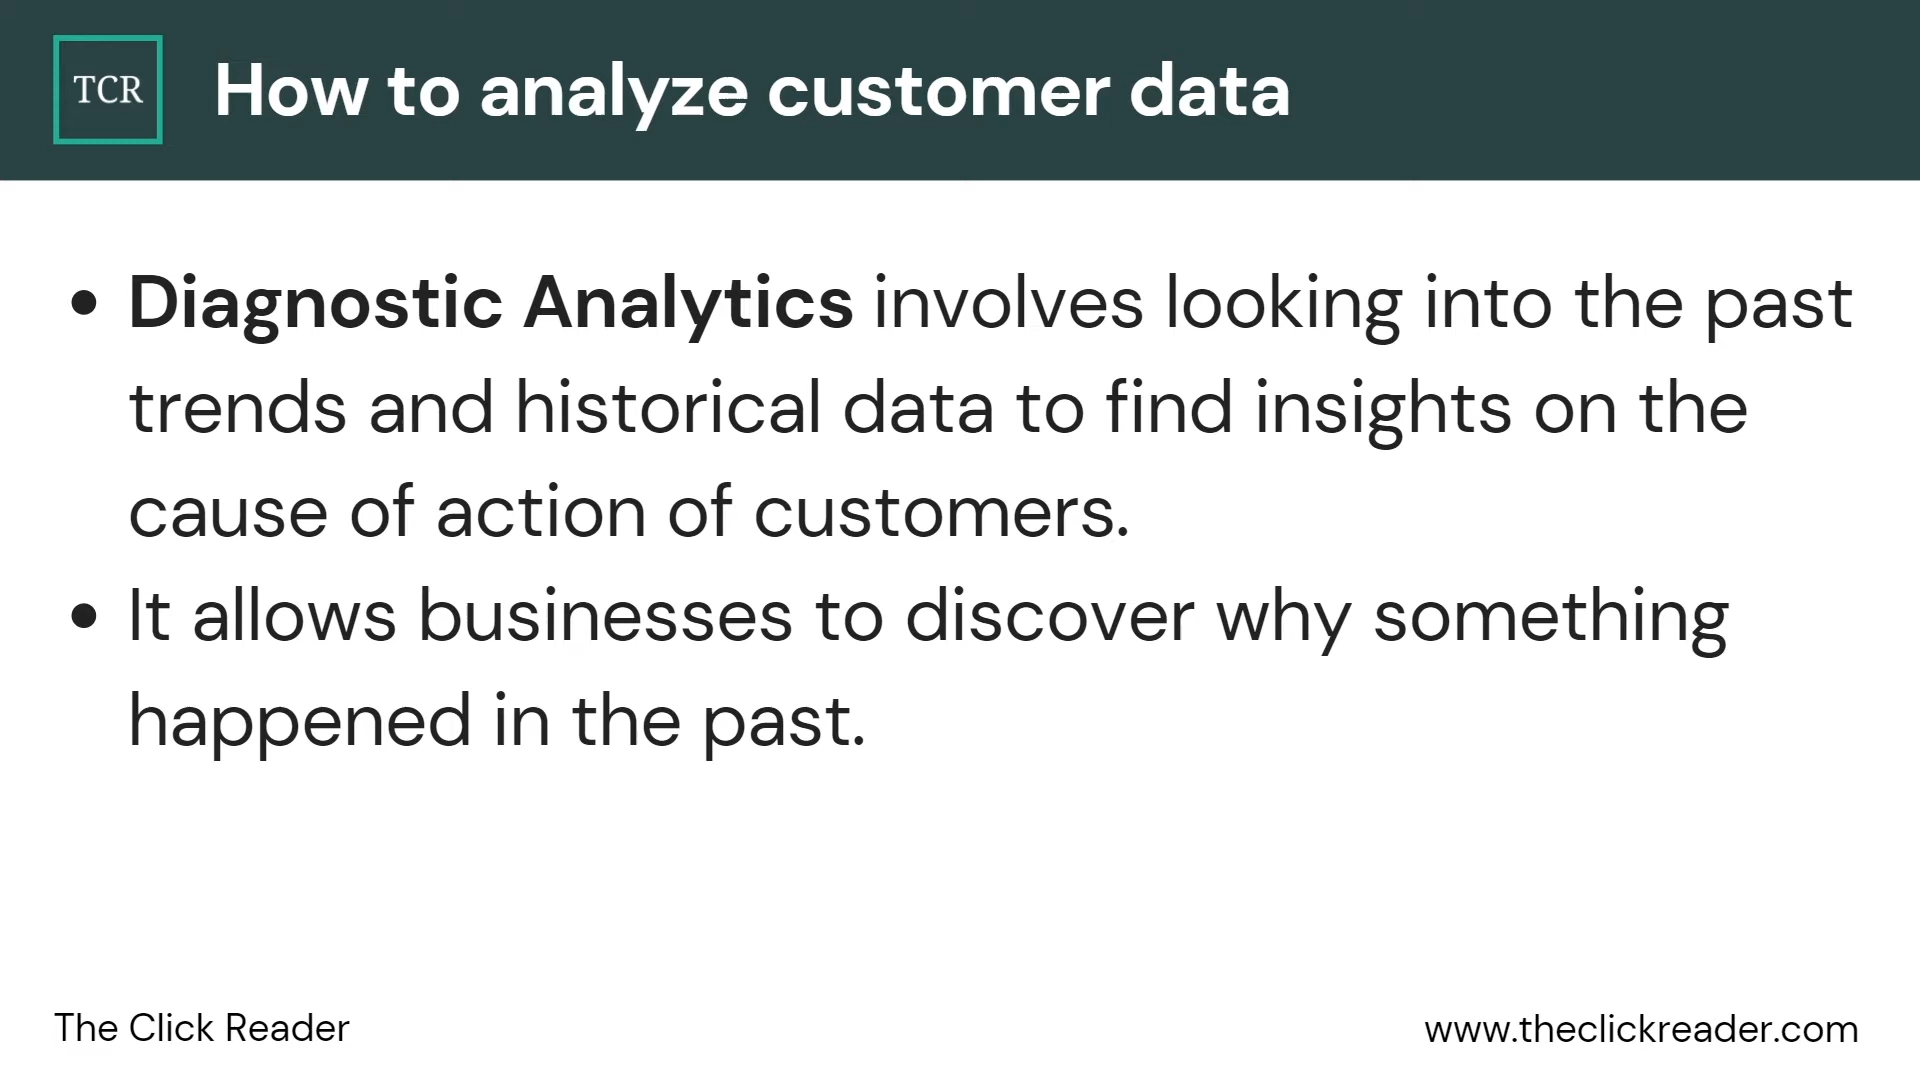 TCR
How to analyze customer data
• Diagnostic Analytics involves looking into the past
trends and historical data to find insights on the
cause of action of customers.
• It allows businesses to discover why something
happened in the past.
The Click Reader
www.theclickreader.com